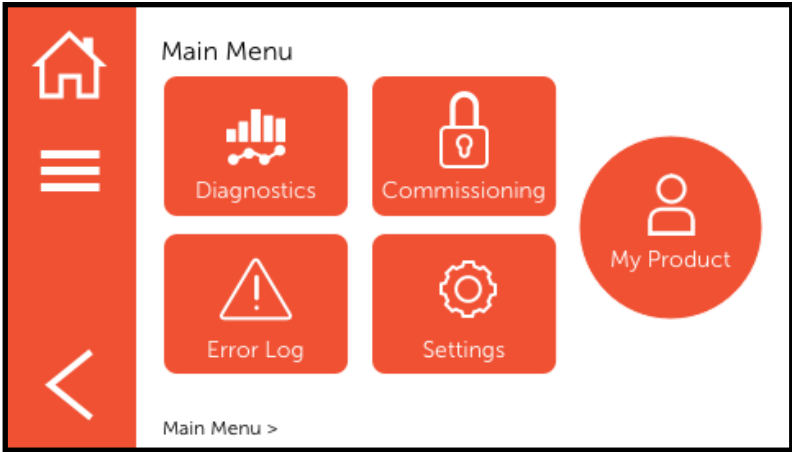 Main Menu
Diagnostics
Commissioning
My Product
Error Log
Settings
Main Menu >